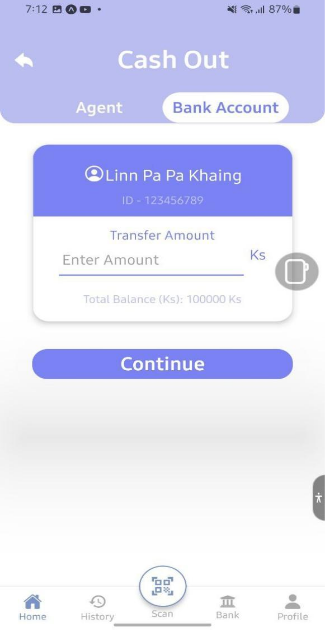 7:12
87%
Cash Out
Agent
Bank Account
Linn Pa Pa Khaing
ID - 123456789
Transfer Amount
Enter Amount
Ks
Total Balance (Ks): 100000 Ks
Continue
Home
History
Scan
Bank
Profile